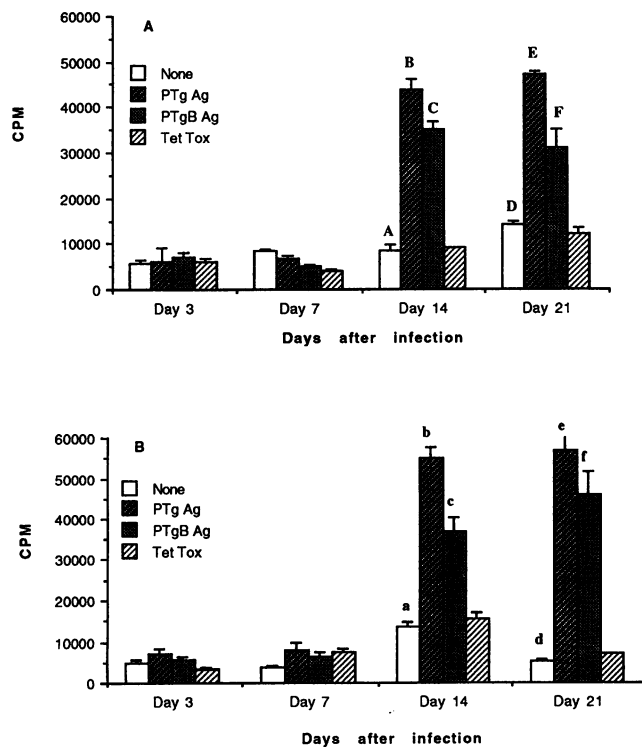 A
60000
50000
40000
30000
20000
10000
0
CPM
None
PTg Ag
PTgB Ag
Tet Tox
A
B
C
D
E
F
Day 3
Day 7
Day 14
Day 21
Days after infection
B
60000
50000
40000
30000
20000
10000
0
CPM
None
PTg Ag
PTgB Ag
Tet Tox
a
b
c
d
e
f
Day 3
Day 7
Day 14
Day 21
Days after infection